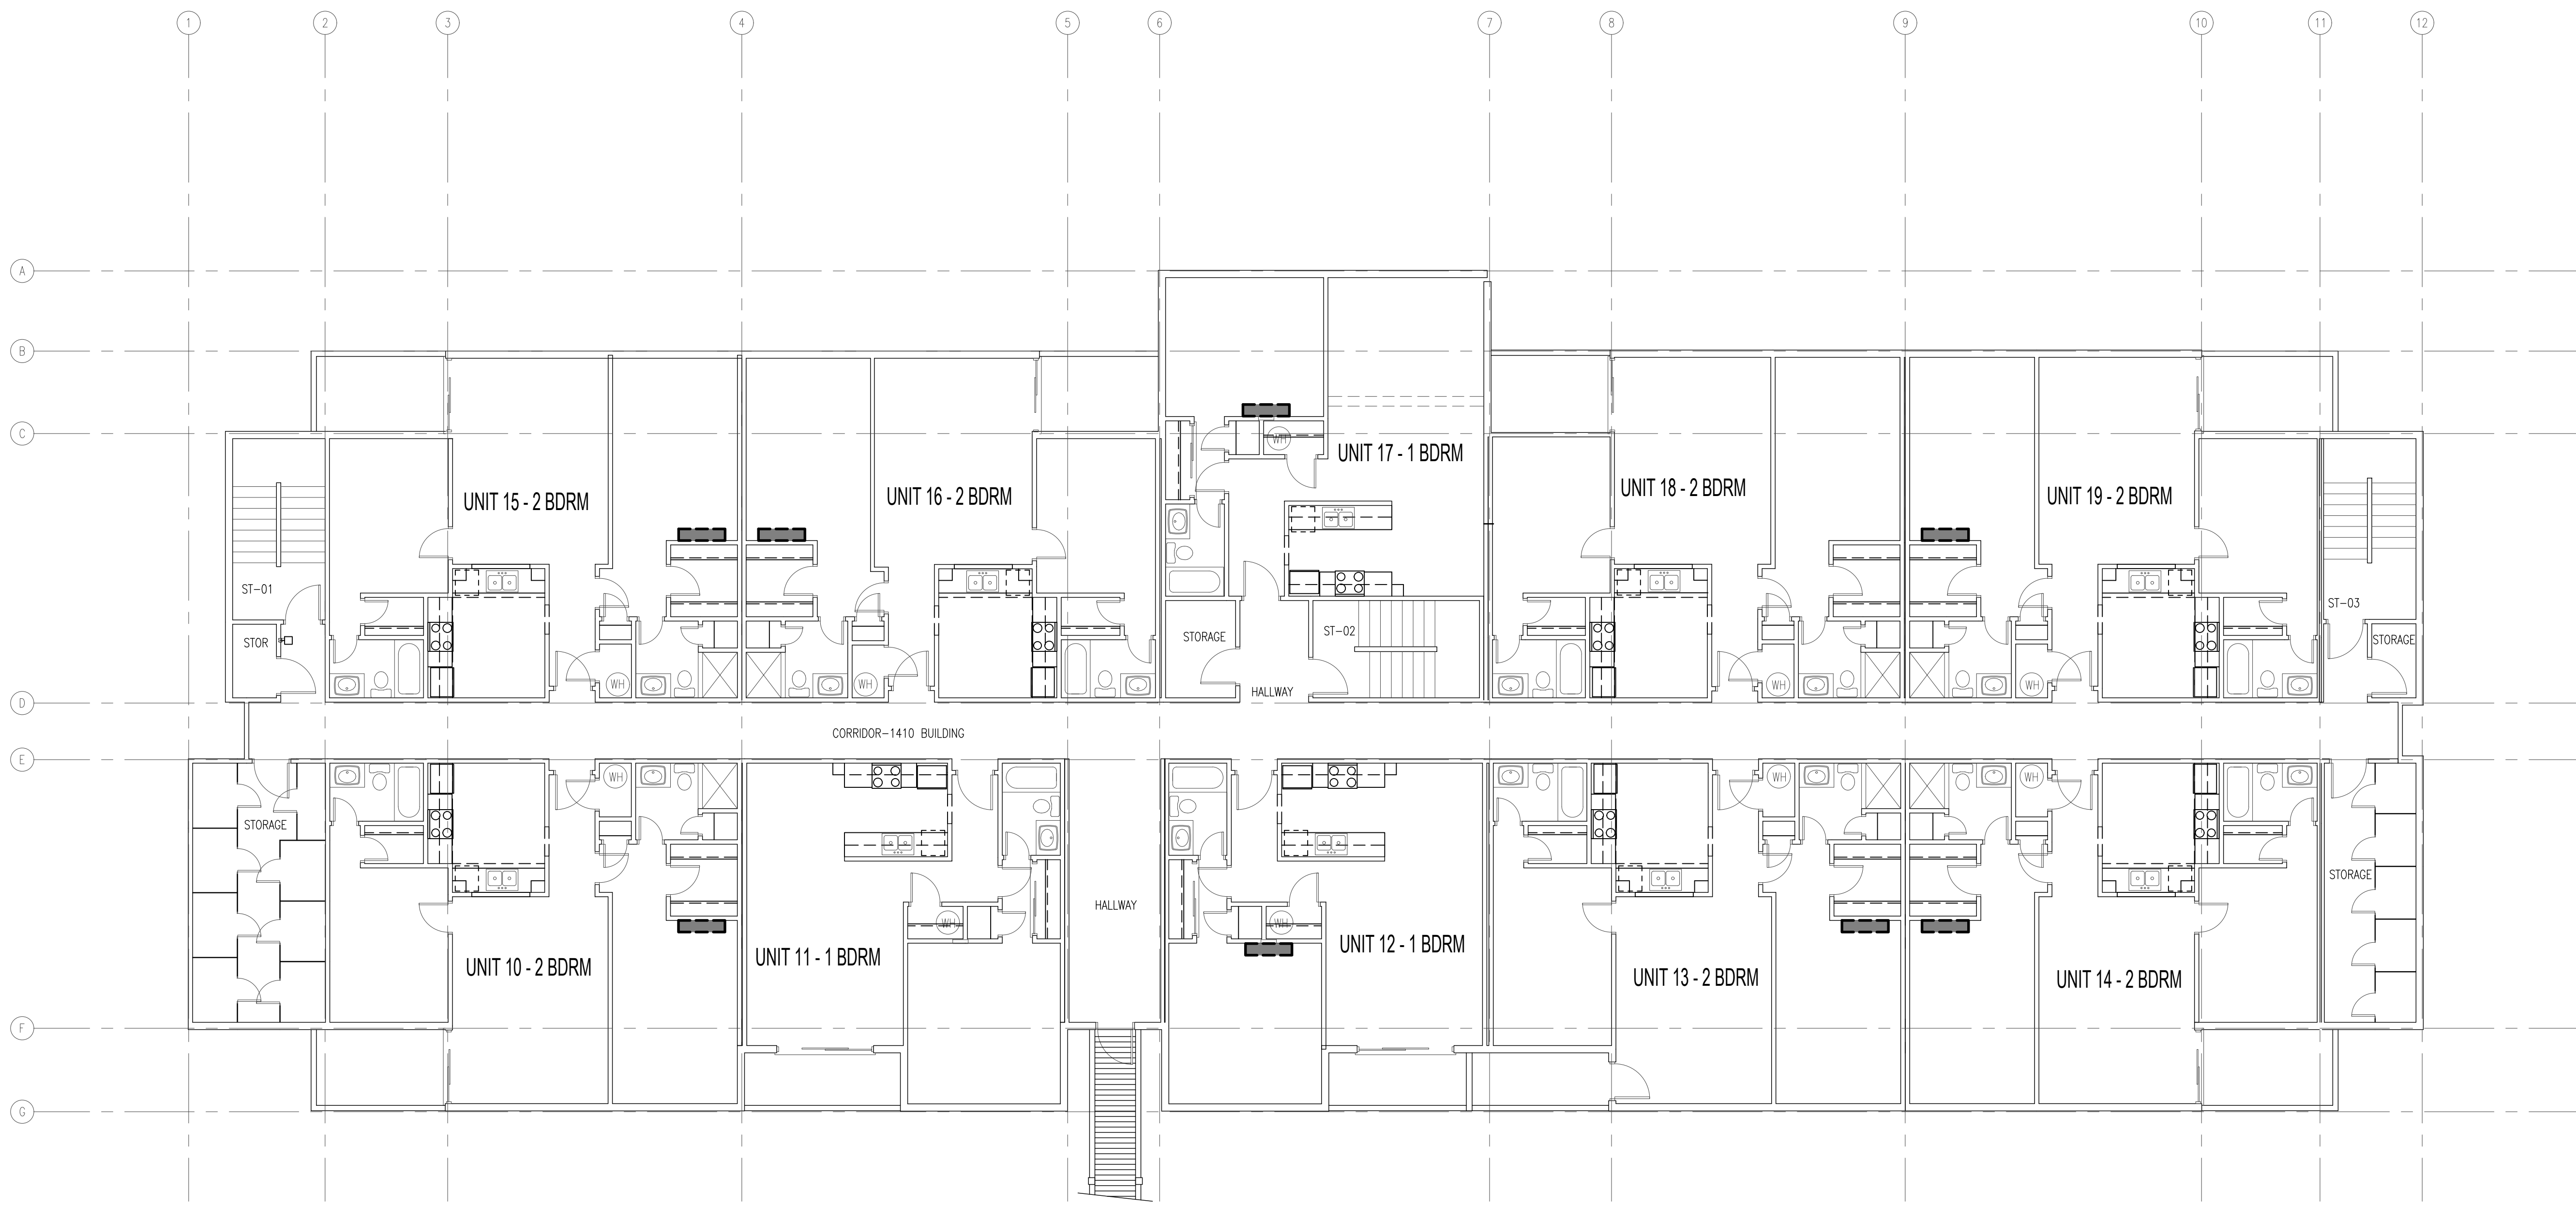 1 2 3 4 5 6 7 8 9 10 11 12
A
B
C
UNIT 17 - 1 BDRM
WH
UNIT 15 - 2 BDRM
UNIT 16 - 2 BDRM
UNIT 18 - 2 BDRM
UNIT 19 - 2 BDRM
ST-01
ST-02
ST-03
STOR
STORAGE
STORAGE
WH
WH
WH
WH
HALLWAY
D
CORRIDOR-1410 BUILDING
E
WH
WH
WH
STORAGE
STORAGE
HALLWAY
WH
WH
UNIT 10 - 2 BDRM
UNIT 11 - 1 BDRM
UNIT 12 - 1 BDRM
UNIT 13 - 2 BDRM
UNIT 14 - 2 BDRM
F
G